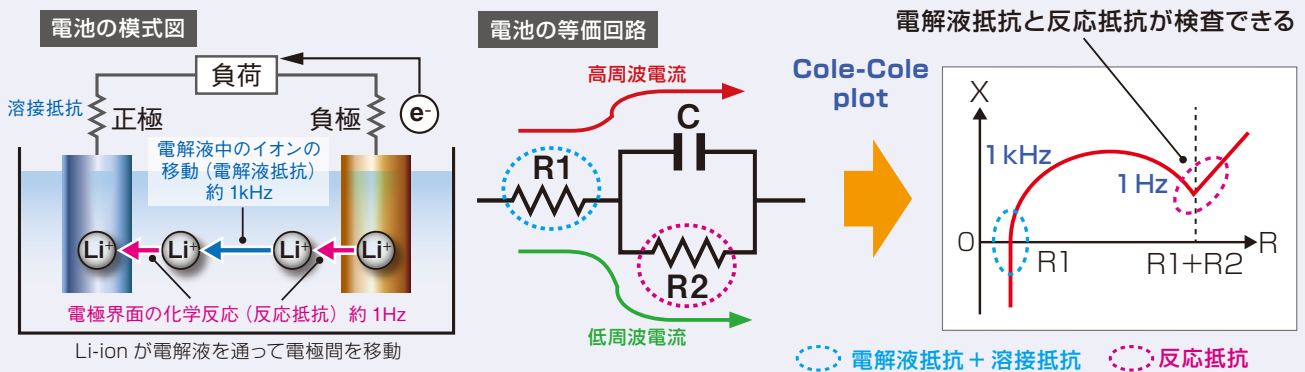 電池の模式図
負荷
e-
溶接抵抗
正極
負極
電解液中のイオンの
移動（電解液抵抗）
約 1kHz
Li+
Li+
Li+
Li+
電極界面の化学反応（反応抵抗）約 1Hz
Li-ion が電解液を通って電極間を移動
電池の等価回路
高周波電流
C
R1
R2
低周波電流
Cole-Cole
plot
電解液抵抗と反応抵抗が検査できる
X
1kHz
1Hz
0
R
R1
R1+R2
電解液抵抗 + 溶接抵抗
反応抵抗